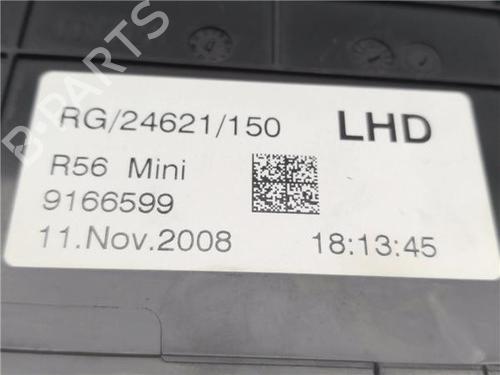 RG/24621/150 LHD
R56 Mini
9166599
11.Nov.2008 18:13:45
B-PARTS